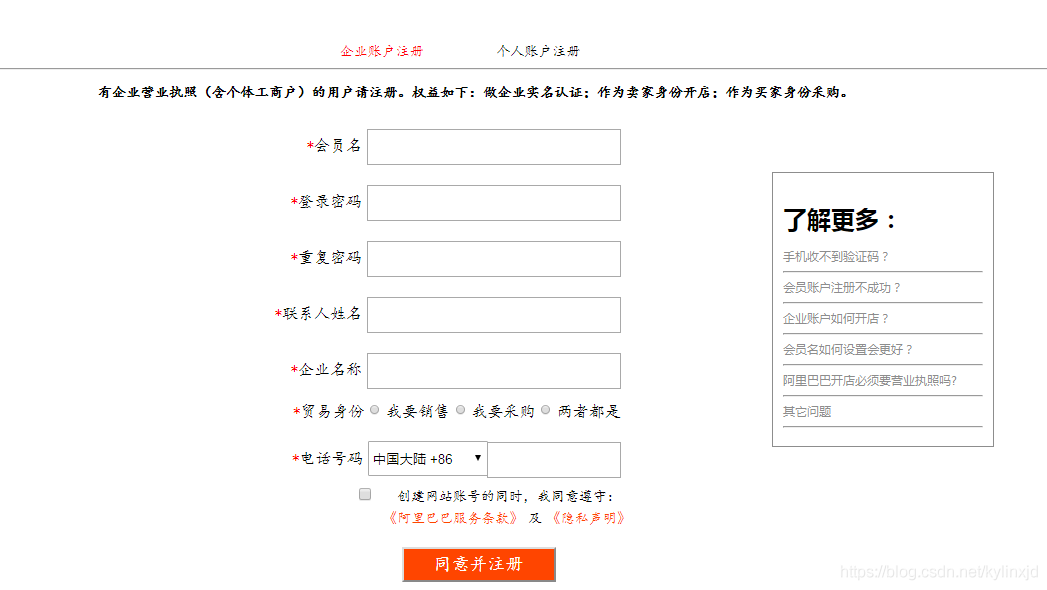 企业账户注册 个人账户注册
有企业营业执照（含个体工商户）的用户请注册。权益如下：做企业实名认证；作为卖家身份开店；作为买家身份采购。
*会员名
*登录密码
*重复密码
*联系人姓名
*企业名称
*贸易身份 我要销售 我要采购 两者都是
*电话号码 中国大陆 +86
创建网站账号的同时，我同意遵守：
《阿里巴巴服务条款》 及 《隐私声明》
同意并注册
了解更多：
手机收不到验证码？
会员账户注册不成功？
企业账户如何开店？
会员名如何设置会更好？
阿里巴巴开店必须要营业执照吗?
其它问题
https://blog.csdn.net/kylinxjd